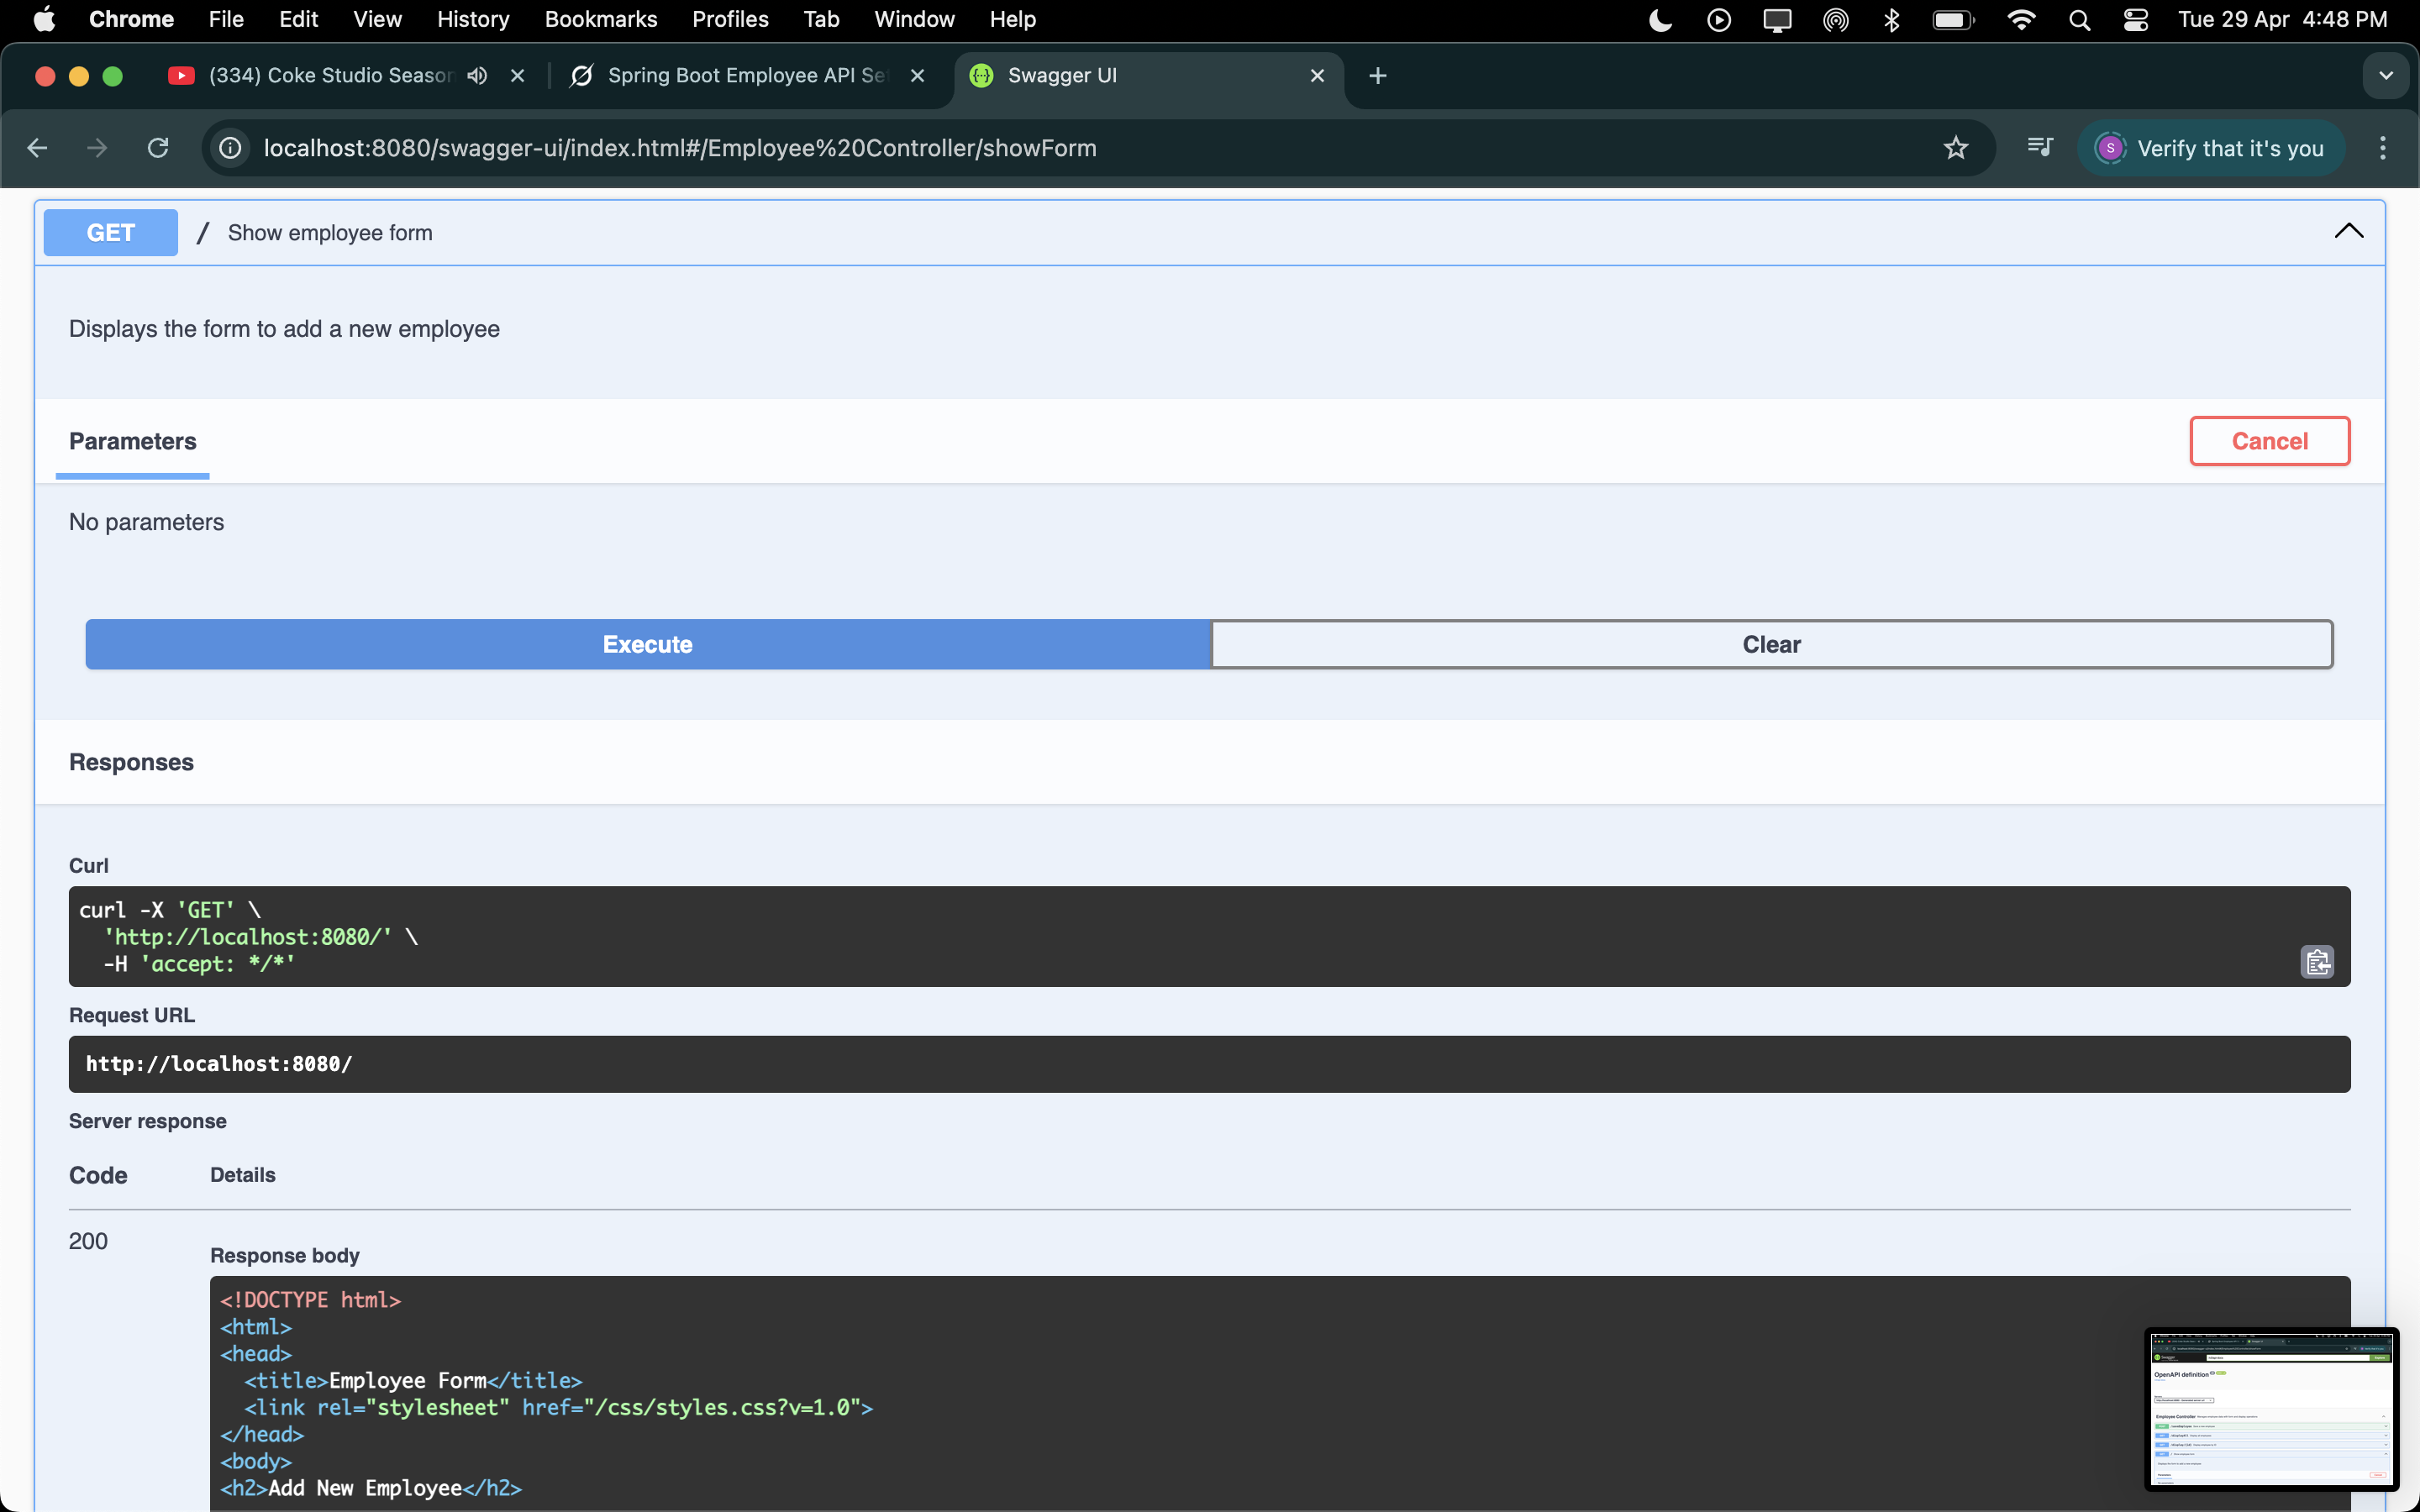 Chrome File Edit View History Bookmarks Profiles Tab Window Help Tue 29 Apr 4:48 PM
(334) Coke Studio Season Spring Boot Employee API Se Swagger UI
localhost:8080/swagger-ui/index.html#/Employee%20Controller/showForm S Verify that it's you
GET / Show employee form
Displays the form to add a new employee
Parameters Cancel
No parameters
Execute Clear
Responses
Curl
curl -X 'GET' \
'http://localhost:8080/' \
-H 'accept: */*'
Request URL
http://localhost:8080/
Server response
Code Details
200
Response body
<!DOCTYPE html>
<html>
<head>
<title>Employee Form</title>
<link rel="stylesheet" href="/css/styles.css?v=1.0">
</head>
<body>
<h2>Add New Employee</h2>
OpenAPI definition
Employee Controller